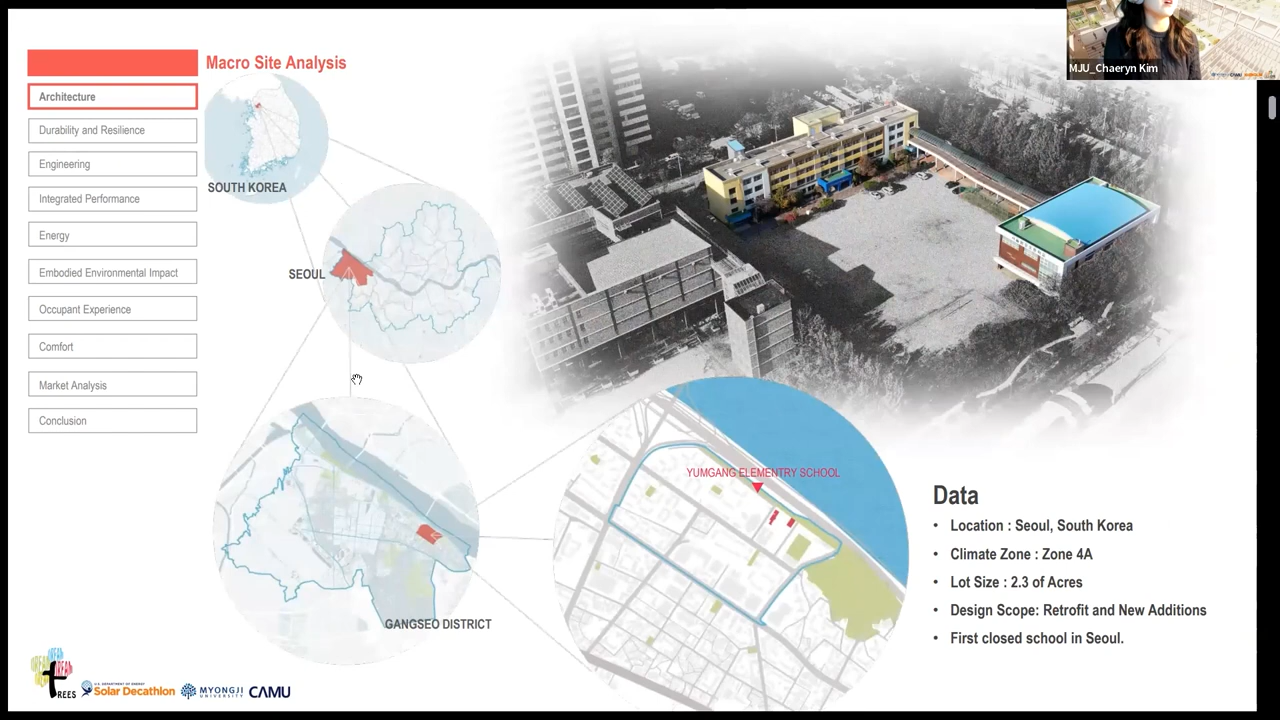 MJU_Chaeryn Kim
Macro Site Analysis
Architecture
Durability and Resilience
Engineering
Integrated Performance
Energy
Embodied Environmental Impact
Occupant Experience
Comfort
Market Analysis
Conclusion
SOUTH KOREA
SEOUL
GANGSEO DISTRICT
YUMGANG ELEMENTRY SCHOOL
Data
• Location : Seoul, South Korea
• Climate Zone : Zone 4A
• Lot Size : 2.3 of Acres
• Design Scope: Retrofit and New Additions
• First closed school in Seoul.
TREES
U.S. DEPARTMENT OF ENERGY
Solar Decathlon
MYONGJI
UNIVERSITY
CAMU